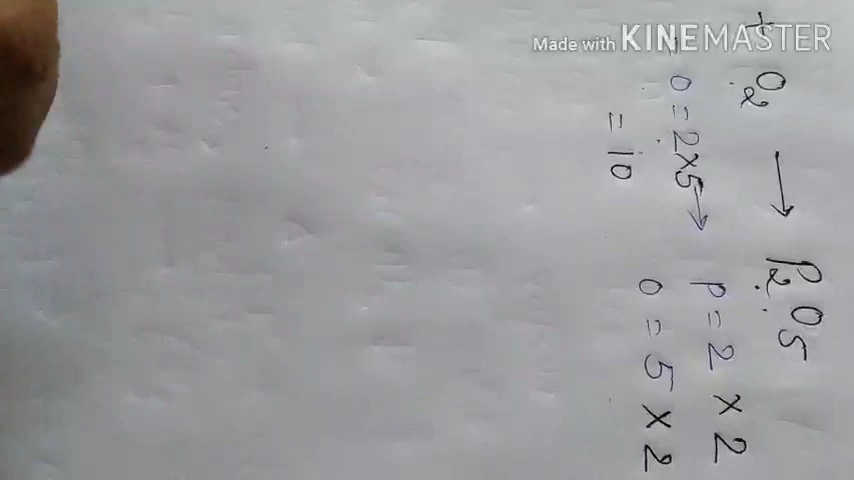 Made with KINEMASTER
+ O2 → P2O5
= O = 2×5 → P = 2 × 2
= 10 O = 5 × 2